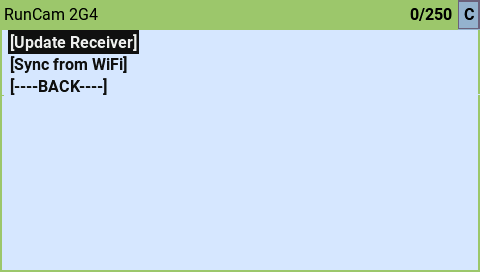 RunCam 2G4 0/250 C
[Update Receiver]
[Sync from WiFi]
[----BACK----]